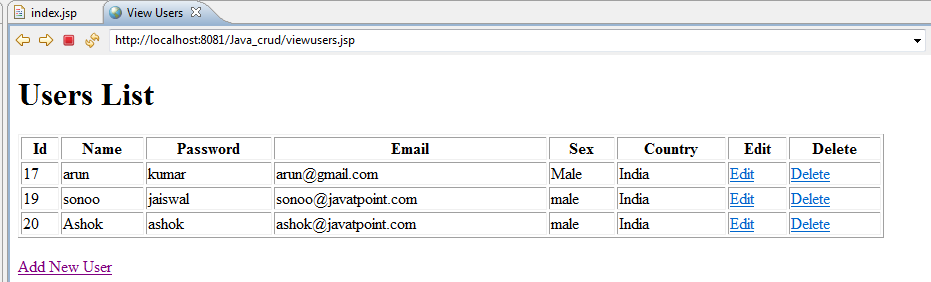 index.jsp View Users
http://localhost:8081/Java_crud/viewusers.jsp
Users List
Id Name Password Email Sex Country Edit Delete
17 arun kumar arun@gmail.com Male India Edit Delete
19 sonoo jaiswal sonoo@javatpoint.com male India Edit Delete
20 Ashok ashok ashok@javatpoint.com male India Edit Delete
Add New User